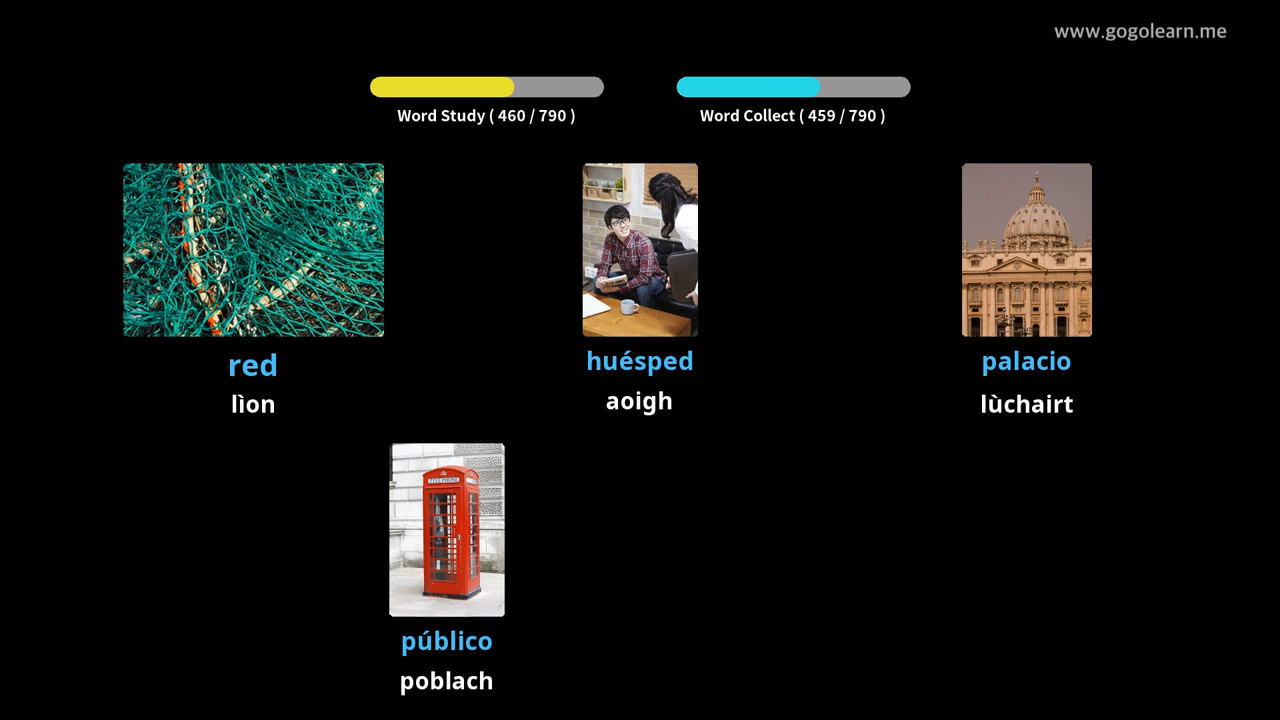 www.gogolearn.me
Word Study ( 460 / 790 )
Word Collect ( 459 / 790 )
red
lìon
huésped
aoigh
palacio
lùchairt
TELEPHONE
público
poblach